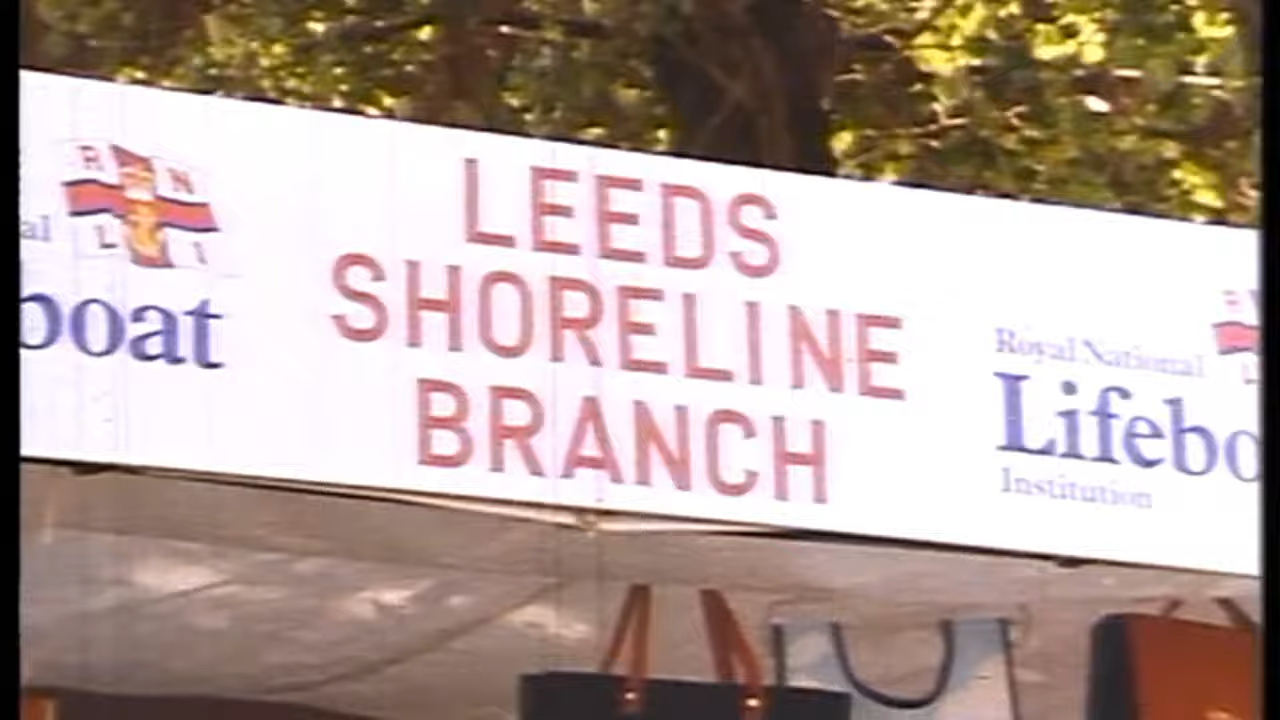 R N
L I
al
boat
LEEDS
SHORELINE
BRANCH
Royal National
Lifebo
Institution
R
L